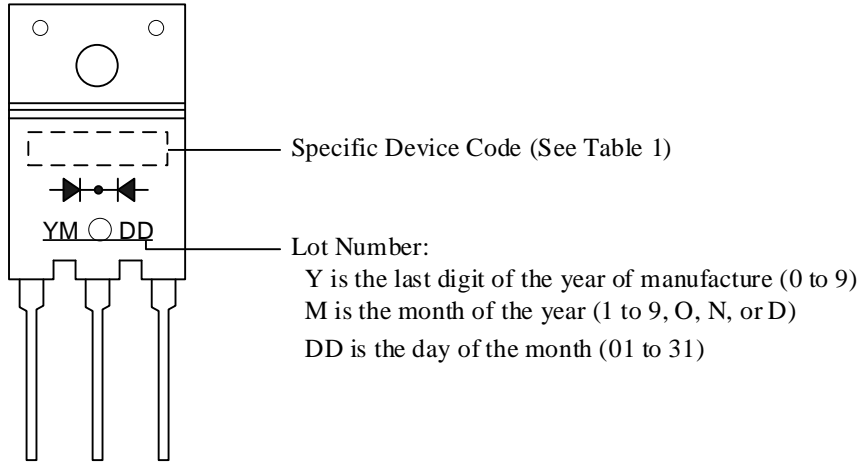 Specific Device Code (See Table 1)
YM DD
Lot Number:
Y is the last digit of the year of manufacture (0 to 9)
M is the month of the year (1 to 9, O, N, or D)
DD is the day of the month (01 to 31)